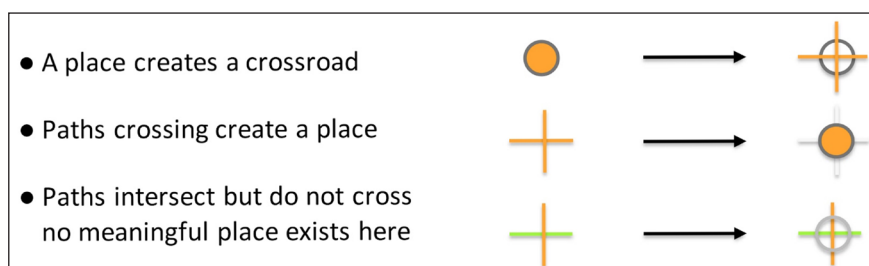 ● A place creates a crossroad
● Paths crossing create a place
● Paths intersect but do not cross
no meaningful place exists here